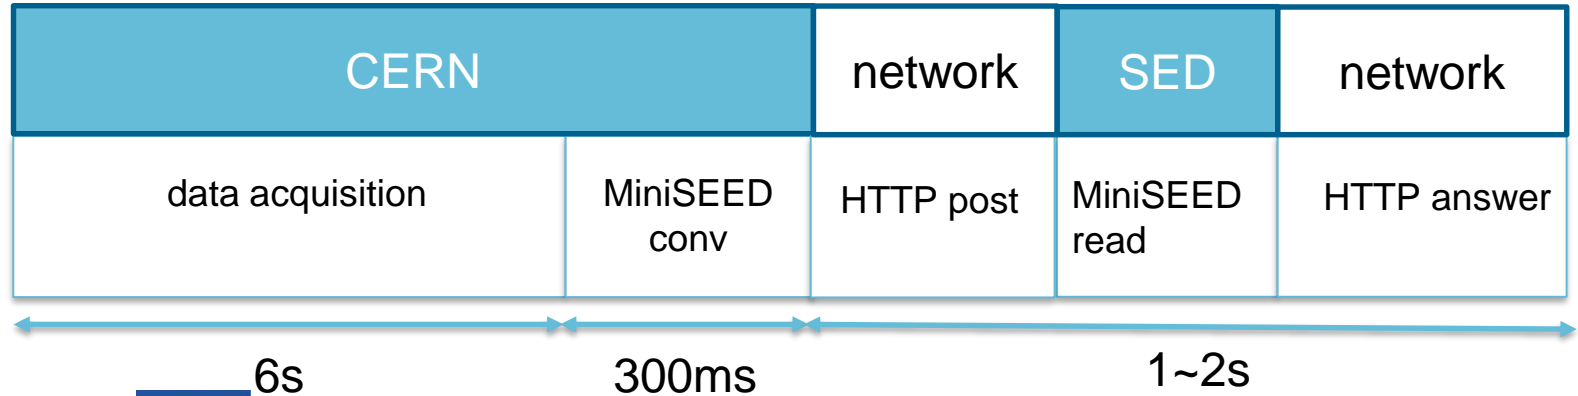 CERN
network
SED
network
data acquisition
MiniSEED
conv
HTTP post
MiniSEED
read
HTTP answer
6s
300ms
1~2s